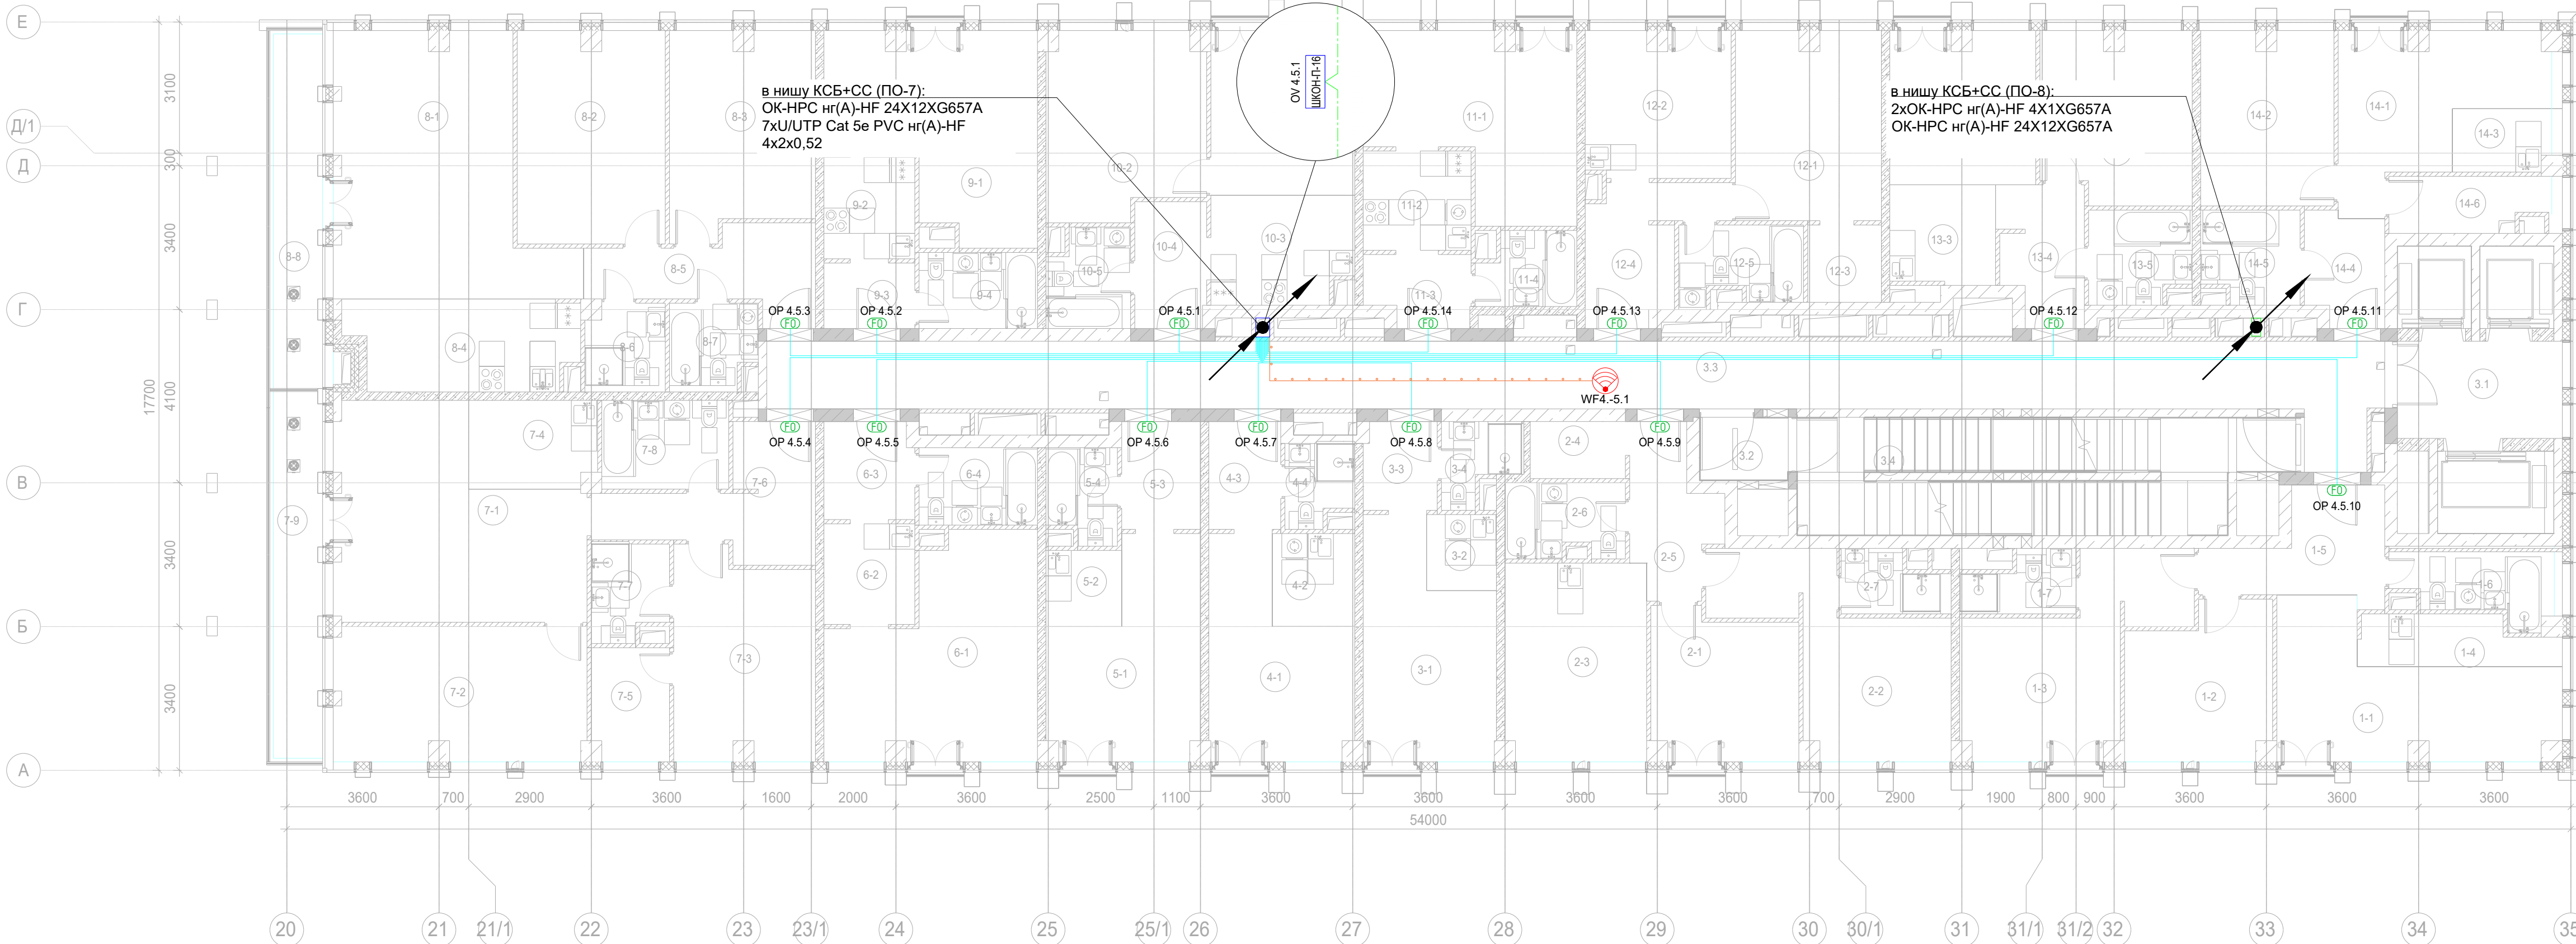 Е
Д/1
Д
Г
В
Б
А
3100
300
3400
4100
17700
3400
3400
в нишу КСБ+СС (ПО-7):
ОК-НРС нг(А)-HF 24X12XG657A
7xU/UTP Cat 5e PVC нг(А)-HF
4x2x0,52
OV 4.5.1
ШКОН-П-16
в нишу КСБ+СС (ПО-8):
2хОК-НРС нг(А)-HF 4X1XG657A
ОК-НРС нг(А)-HF 24X12XG657A
8-1
8-2
8-3
9-1
10-2
11-1
12-2
12-1
14-2
14-1
14-3
9-2
11-2
14-6
8-8
8-5
10-4
10-3
13-3
13-4
12-4
12-5
12-3
13-5
14-5
14-4
10-5
11-4
9-3
9-4
11-3
8-4
8-6
8-7
OP 4.5.3
F0
OP 4.5.2
F0
OP 4.5.1
F0
OP 4.5.14
F0
OP 4.5.13
F0
OP 4.5.12
F0
OP 4.5.11
F0
3.3
3.1
WF4.-5.1
F0
OP 4.5.4
F0
OP 4.5.5
F0
OP 4.5.6
F0
OP 4.5.7
F0
OP 4.5.8
F0
OP 4.5.9
F0
OP 4.5.10
7-4
7-8
7-6
6-3
6-4
5-4
5-3
4-3
4-4
3-3
3-4
2-4
3.2
3.4
7-9
7-1
2-6
2-5
1-5
7-7
6-2
5-2
4-2
3-2
2-7
1-7
1-6
7-2
7-5
7-3
6-1
5-1
4-1
3-1
2-3
2-1
2-2
1-3
1-2
1-4
1-1
3600
700
2900
3600
1600
2000
3600
2500
1100
3600
3600
3600
3600
700
2900
1900
800
900
3600
3600
3600
54000
20
21
21/1
22
23
23/1
24
25
25/1
26
27
28
29
30
30/1
31
31/1
31/2
32
33
34
35